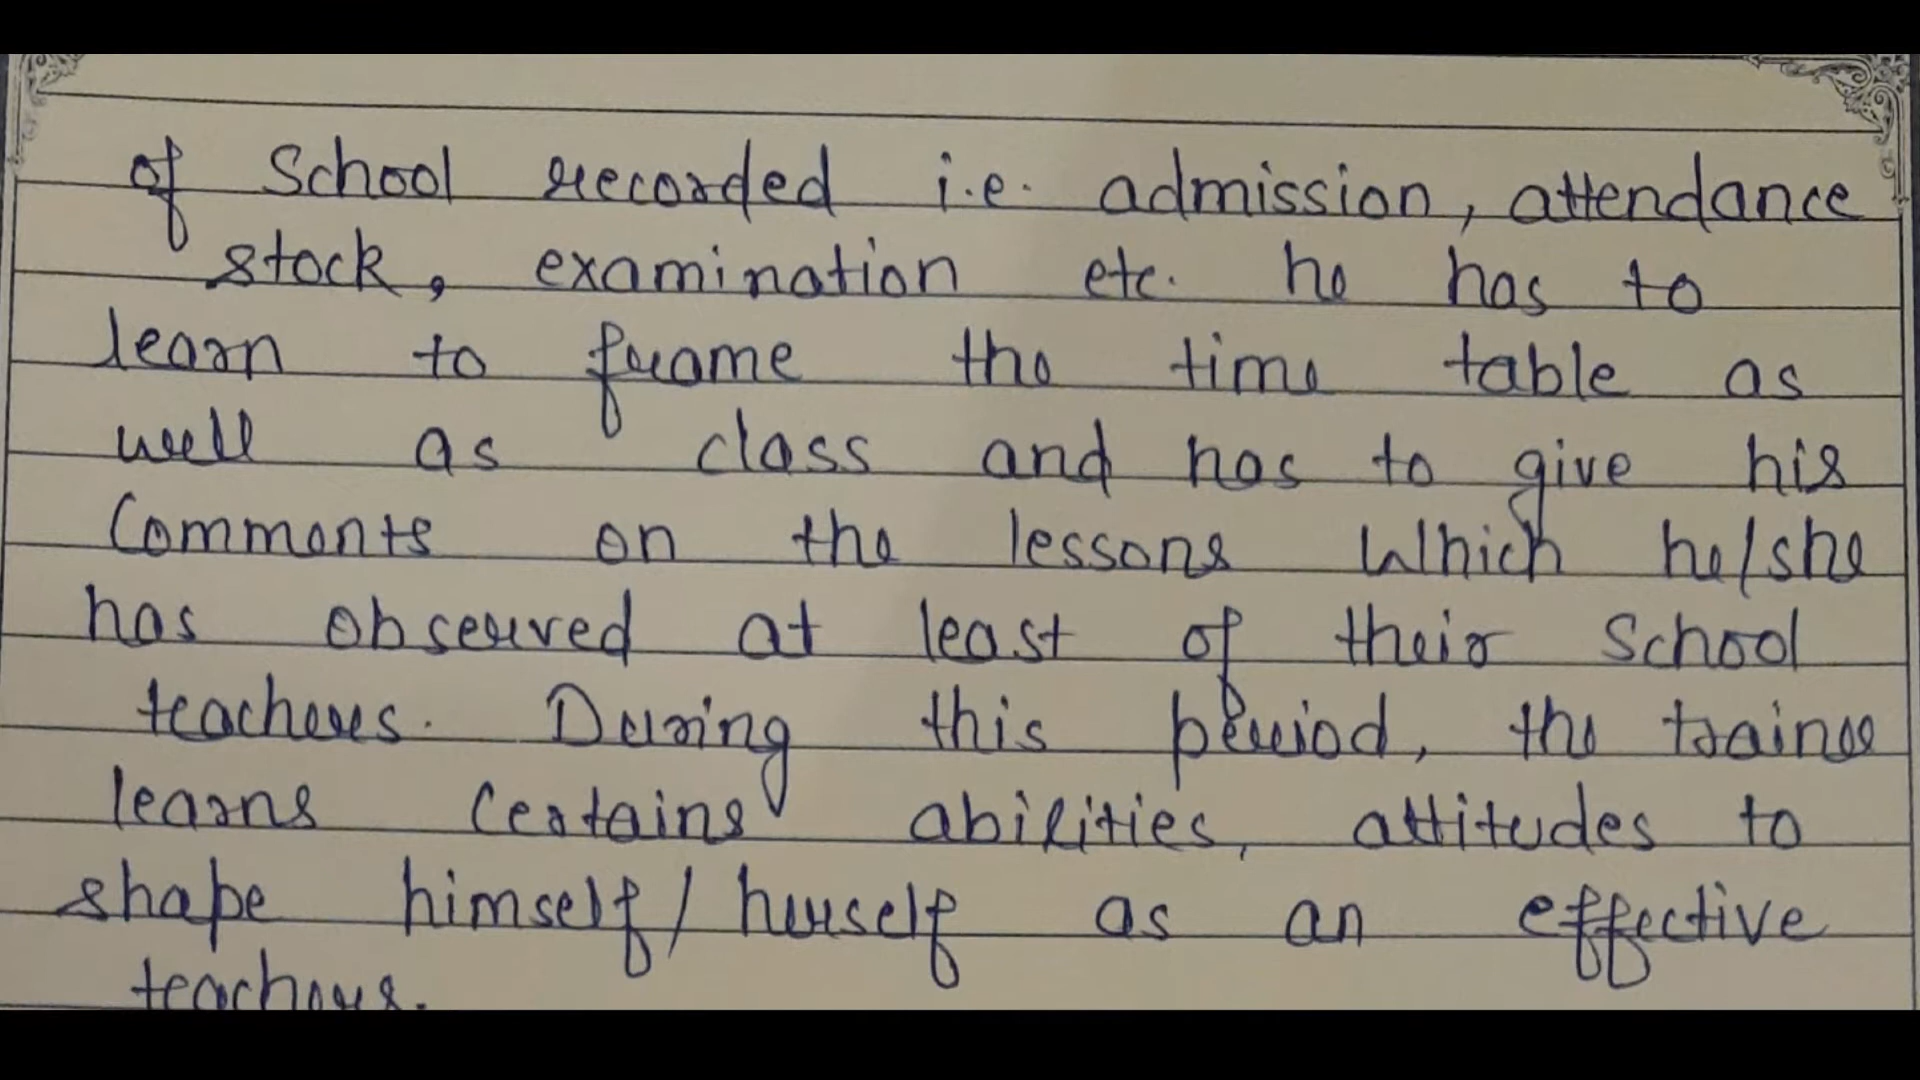 of School recorded i.e. admission, attendance
stock, examination etc. he has to
learn to frame the time table as
well as class and has to give his
Comments on the lessons Which he/she
has observed at least of their School
teachers. During this period, the trainee
learns Certains abilities, attitudes to
shape himself/herself as an effective
teachers.